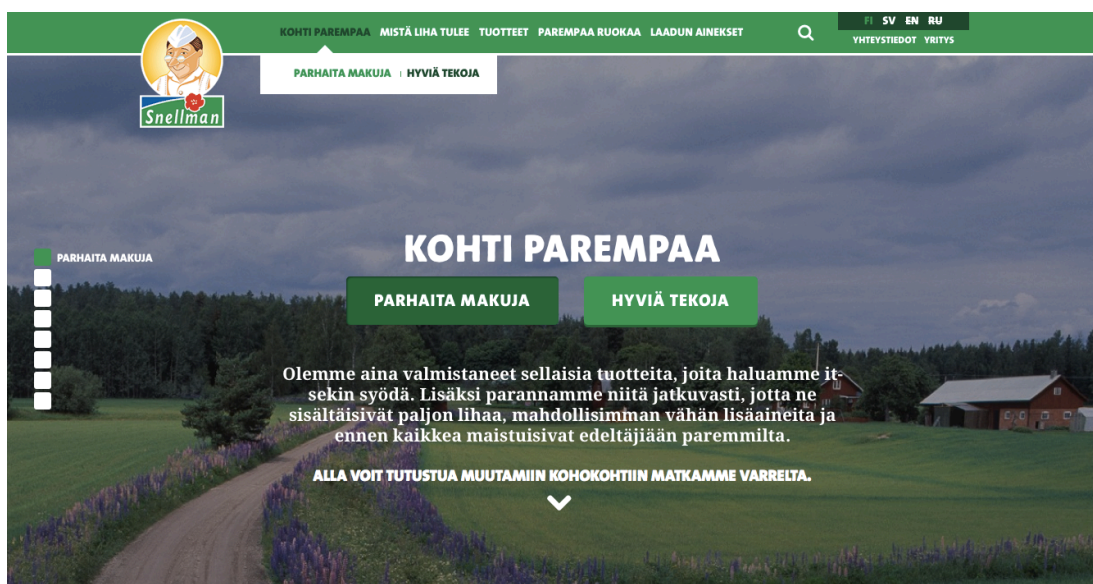 KOHTI PAREMPAA MISTÄ LIHA TULEE TUOTTEET PAREMPAA RUOKAA LAADUN AINEKSET
FI SV EN RU
YHTEYSTIEDOT YRITYS
PARHAITA MAKUJA HYVIÄ TEKOJA
Snellman
KOHTI PAREMPAA
PARHAITA MAKUJA
PARHAITA MAKUJA HYVIÄ TEKOJA
Olemme aina valmistaneet sellaisia tuotteita, joita haluamme it-
sekin syödä. Lisäksi parannamme niitä jatkuvasti, jotta ne
sisältäisivät paljon lihaa, mahdollisimman vähän lisäaineita ja
ennen kaikkea maistuisivat edeltäjiään paremmilta.
ALLA VOIT TUTUSTUA MUUTAMIIN KOHOKOHTIIN MATKAMME VARRELTA.